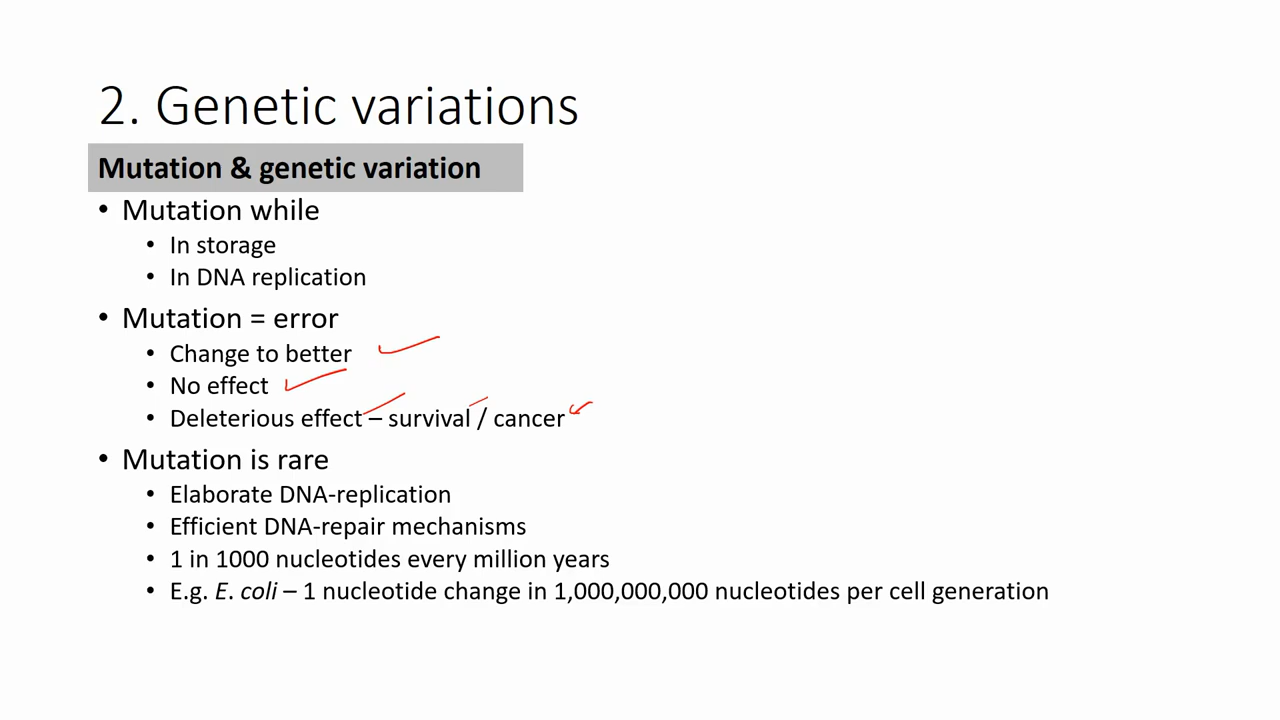 2. Genetic variations
Mutation & genetic variation
• Mutation while
• In storage
• In DNA replication
• Mutation = error
• Change to better
• No effect
• Deleterious effect – survival / cancer
• Mutation is rare
• Elaborate DNA-replication
• Efficient DNA-repair mechanisms
• 1 in 1000 nucleotides every million years
• E.g. E. coli – 1 nucleotide change in 1,000,000,000 nucleotides per cell generation